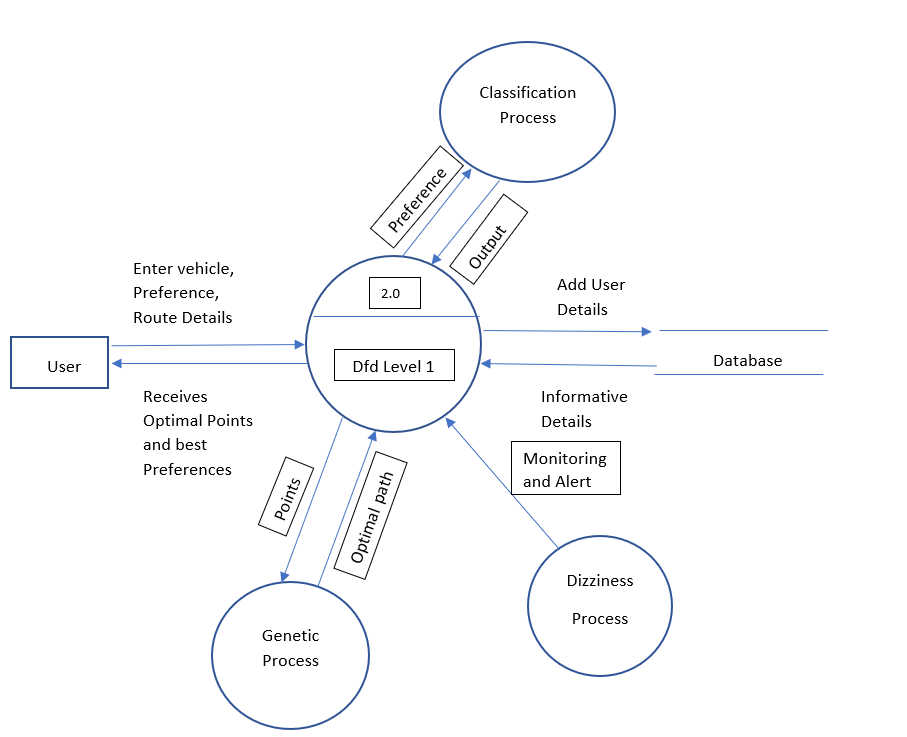 Classification
Process
Preference
Output
2.0
Dfd Level 1
Enter vehicle,
Preference,
Route Details
User
Receives
Optimal Points
and best
Preferences
Add User
Details
Database
Informative
Details
Monitoring
and Alert
Points
Optimal path
Dizziness
Process
Genetic
Process